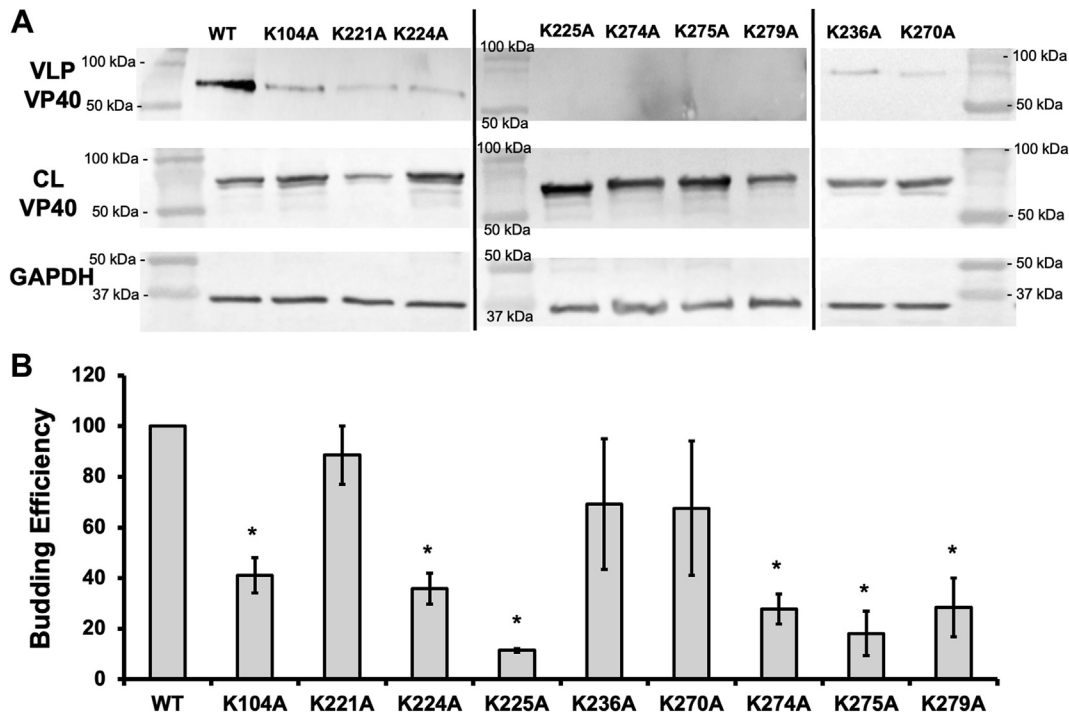 A
WT K104A K221A K224A
K225A K274A K275A K279A
K236A K270A
VLP
VP40
100 kDa -
50 kDa -
100 kDa
50 kDa
- 100 kDa
- 50 kDa
CL
VP40
100 kDa -
50 kDa -
100 kDa
50 kDa
- 100 kDa
- 50 kDa
GAPDH
50 kDa -
37 kDa -
50 kDa
37 kDa
- 50 kDa
- 37 kDa
B
Budding Efficiency
120
100
80
60
40
20
0
* * * * * *
WT K104A K221A K224A K225A K236A K270A K274A K275A K279A